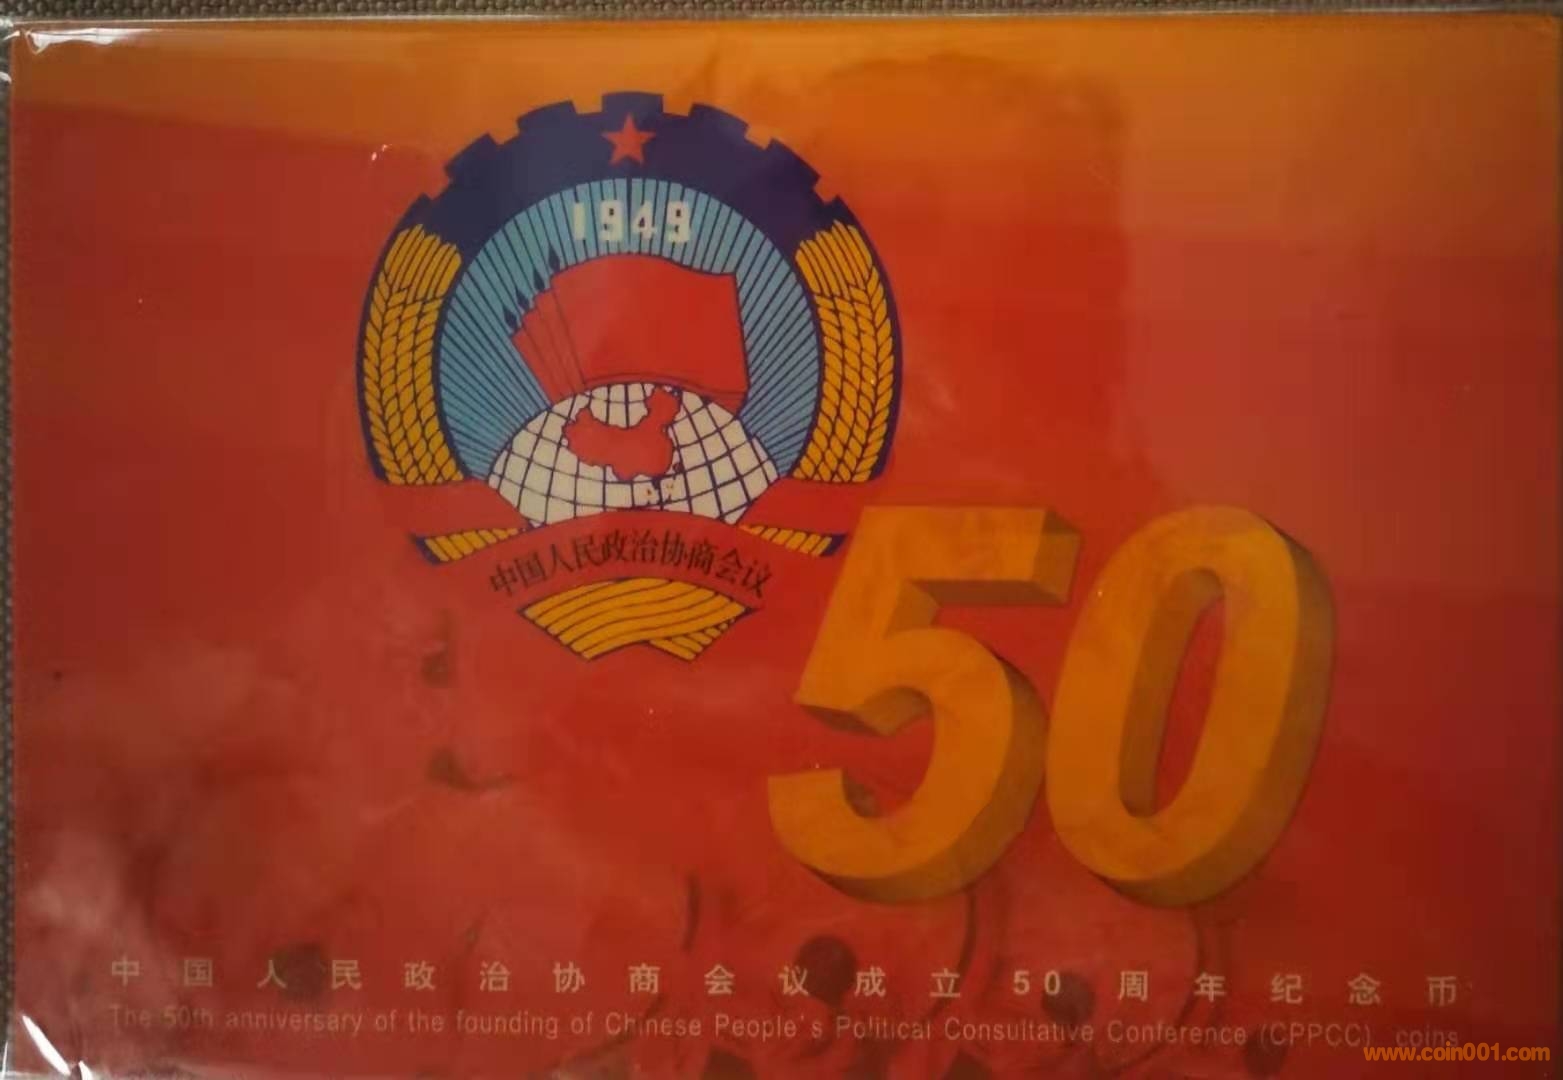 1949
中国人民政治协商会议
50
中国人民政治协商会议成立50周年纪念币
The 50th anniversary of the founding of Chinese People's Political Consultative Conference (CPPCC) coins
www.coin001.com